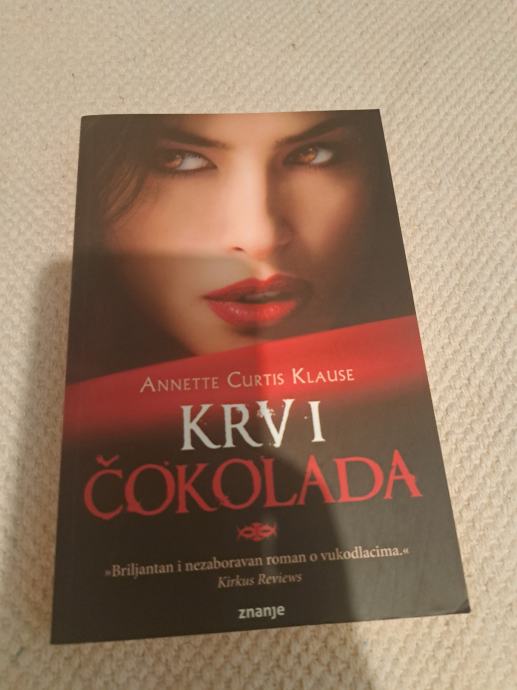 ANNETTE CURTIS KLAUSE
KRV I
ČOKOLADA
»Briljantan i nezaboravan roman o vukodlacima.«
Kirkus Reviews
znanje